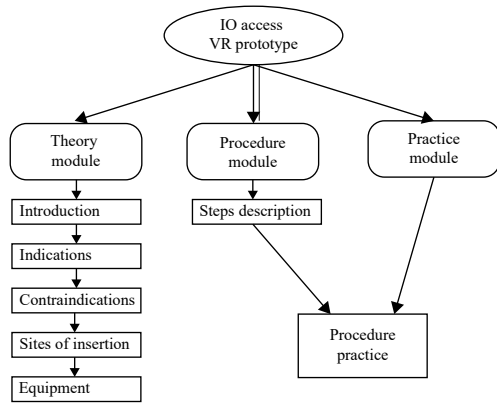 IO access
VR prototype
Theory
module
Procedure
module
Practice
module
Introduction
Steps description
Indications
Contraindications
Sites of insertion
Equipment
Procedure
practice